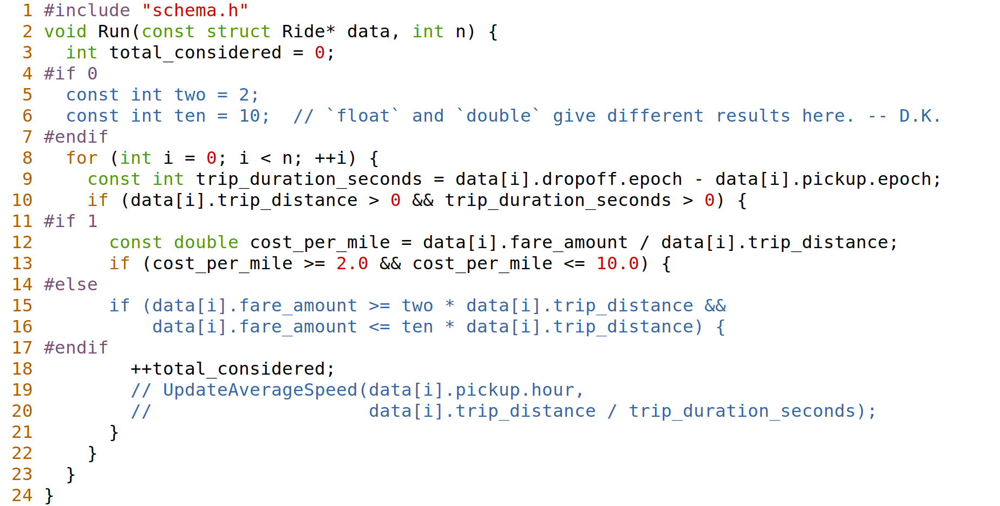 1 #include "schema.h"
2 void Run(const struct Ride* data, int n) {
3   int total_considered = 0;
4 #if 0
5   const int two = 2;
6   const int ten = 10;  // `float` and `double` give different results here. -- D.K.
7 #endif
8   for (int i = 0; i < n; ++i) {
9     const int trip_duration_seconds = data[i].dropoff.epoch - data[i].pickup.epoch;
10     if (data[i].trip_distance > 0 && trip_duration_seconds > 0) {
11 #if 1
12       const double cost_per_mile = data[i].fare_amount / data[i].trip_distance;
13       if (cost_per_mile >= 2.0 && cost_per_mile <= 10.0) {
14 #else
15       if (data[i].fare_amount >= two * data[i].trip_distance &&
16           data[i].fare_amount <= ten * data[i].trip_distance) {
17 #endif
18         ++total_considered;
19         // UpdateAverageSpeed(data[i].pickup.hour,
20         //                    data[i].trip_distance / trip_duration_seconds);
21       }
22     }
23   }
24 }